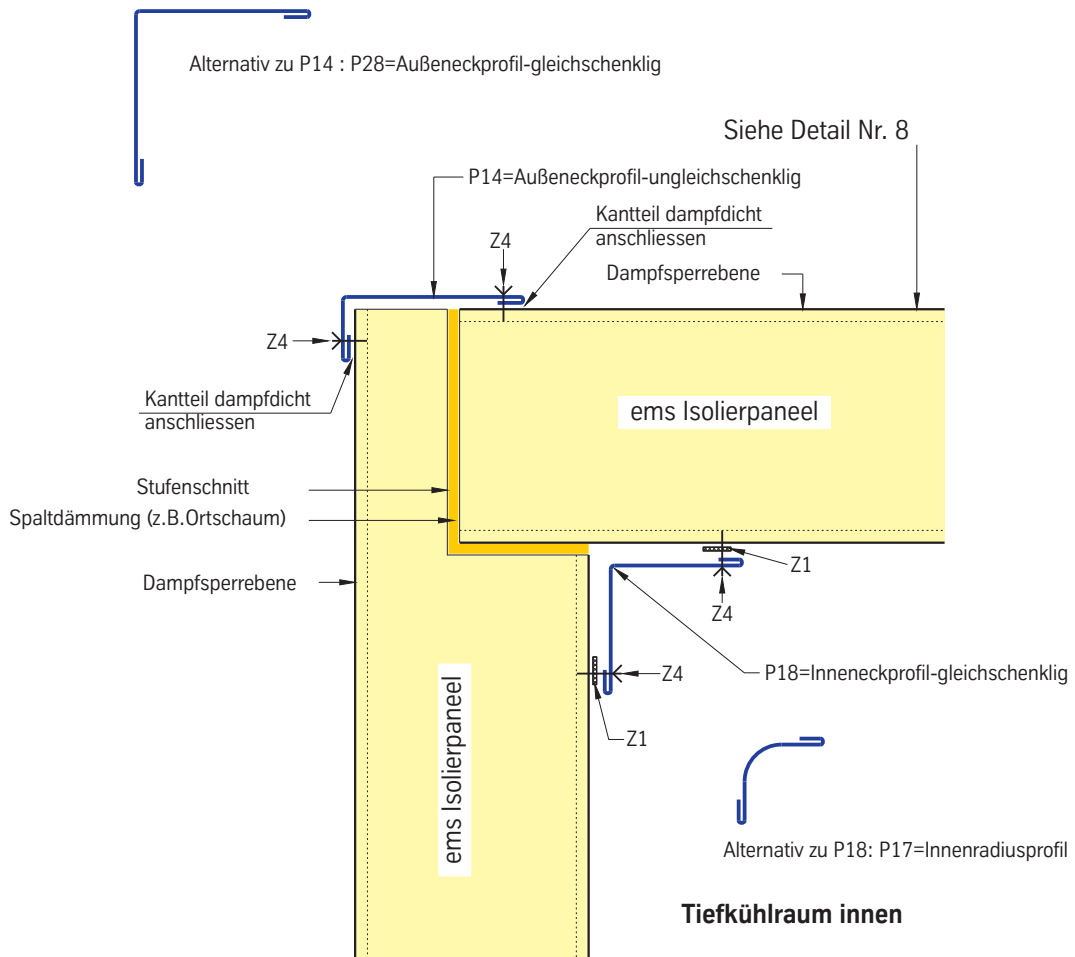 Alternativ zu P14 : P28=Außeneckprofil-gleichschenklig
Siehe Detail Nr. 8
P14=Außeneckprofil-ungleichschenklig
Kantteil dampfdicht
anschliessen
Z4
Dampfsperrebene
Z4
Kantteil dampfdicht
anschliessen
ems Isolierpaneel
Stufenschnitt
Spaltdämmung (z.B.Ortschaum)
Dampfsperrebene
Z1
Z4
Z4
P18=Inneneckprofil-gleichschenklig
Z1
ems Isolierpaneel
Alternativ zu P18: P17=Innenradiusprofil
Tiefkühlraum innen